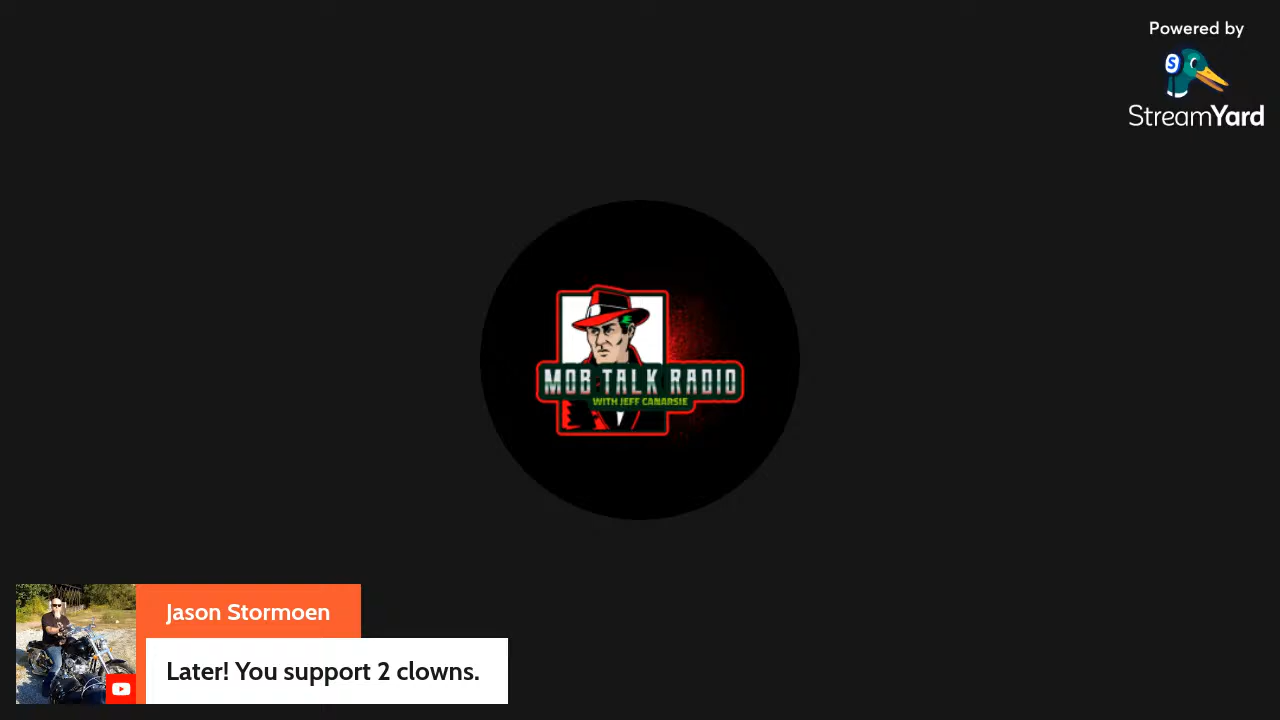 Powered by
S
StreamYard
MOB TALK RADIO
WITH JEFF CANARSIE
Jason Stormoen
Later! You support 2 clowns.